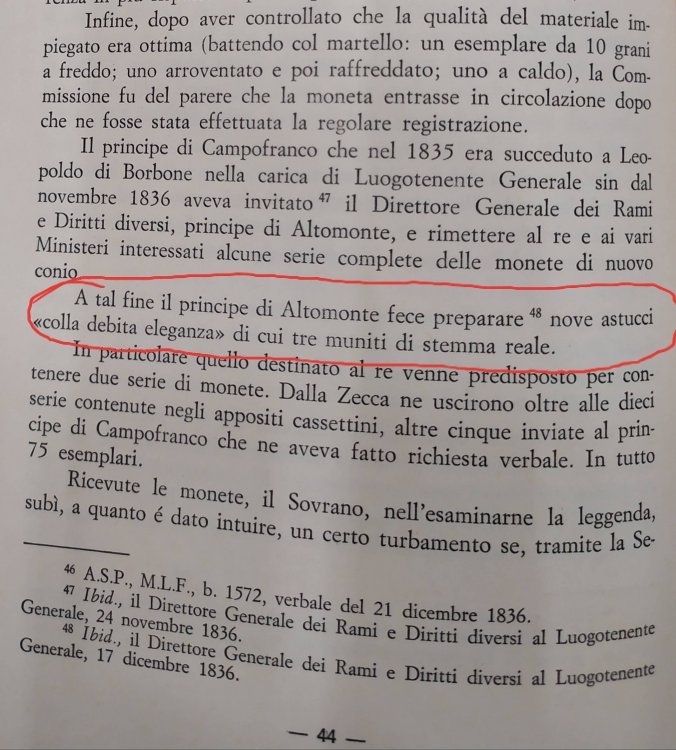 Infine, dopo aver controllato che la qualità del materiale im-
piegato era ottima (battendo col martello: un esemplare da 10 grani
a freddo; uno arroventato e poi raffreddato; uno a caldo), la Com-
missione fu del parere che la moneta entrasse in circolazione dopo
che ne fosse stata effettuata la regolare registrazione.
Il principe di Campofranco che nel 1835 era succeduto a Leo-
poldo di Borbone nella carica di Luogotenente Generale sin dal
novembre 1836 aveva invitato 47 il Direttore Generale dei Rami
e Diritti diversi, principe di Altomonte, e rimettere al re e ai vari
Ministeri interessati alcune serie complete delle monete di nuovo
conio
A tal fine il principe di Altomonte fece preparare 48 nove astucci
«colla debita eleganza» di cui tre muniti di stemma reale.
In particolare quello destinato al re venne predisposto per con-
tenere due serie di monete. Dalla Zecca ne uscirono oltre alle dieci
serie contenute negli appositi cassettini, altre cinque inviate al prin-
cipe di Campofranco che ne aveva fatto richiesta verbale. In tutto
75 esemplari.
Ricevute le monete, il Sovrano, nell'esaminarne la leggenda,
subì, a quanto é dato intuire, un certo turbamento se, tramite la Se-
46 A.S.P., M.L.F., b. 1572, verbale del 21 dicembre 1836.
47 Ibid., il Direttore Generale dei Rami e Diritti diversi al Luogotenente
Generale, 24 novembre 1836.
48 Ibid., il Direttore Generale dei Rami e Diritti diversi al Luogotenente
Generale, 17 dicembre 1836.
— 44 —